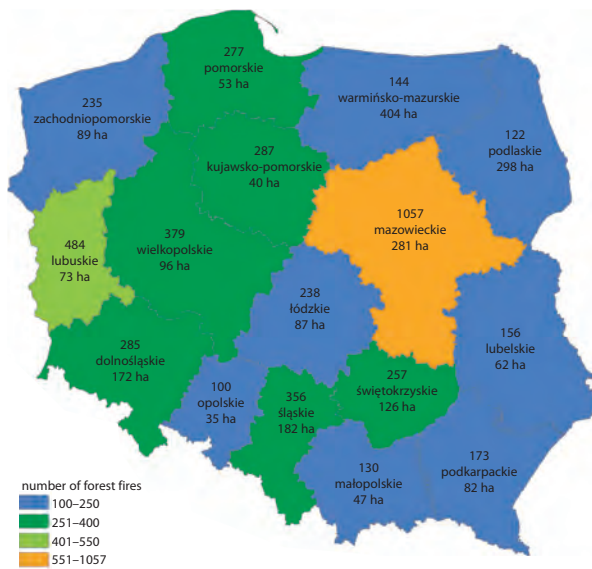 277
pomorskie
53 ha
144
warmińsko-mazurskie
404 ha
235
zachodniopomorskie
89 ha
122
podlaskie
298 ha
287
kujawsko-pomorskie
40 ha
1057
mazowieckie
281 ha
379
wielkopolskie
96 ha
484
lubuskie
73 ha
238
łódzkie
87 ha
156
lubelskie
62 ha
285
dolnośląskie
172 ha
257
świętokrzyskie
126 ha
100
opolskie
35 ha
356
śląskie
182 ha
130
małopolskie
47 ha
173
podkarpackie
82 ha
number of forest fires
100–250
251–400
401–550
551–1057